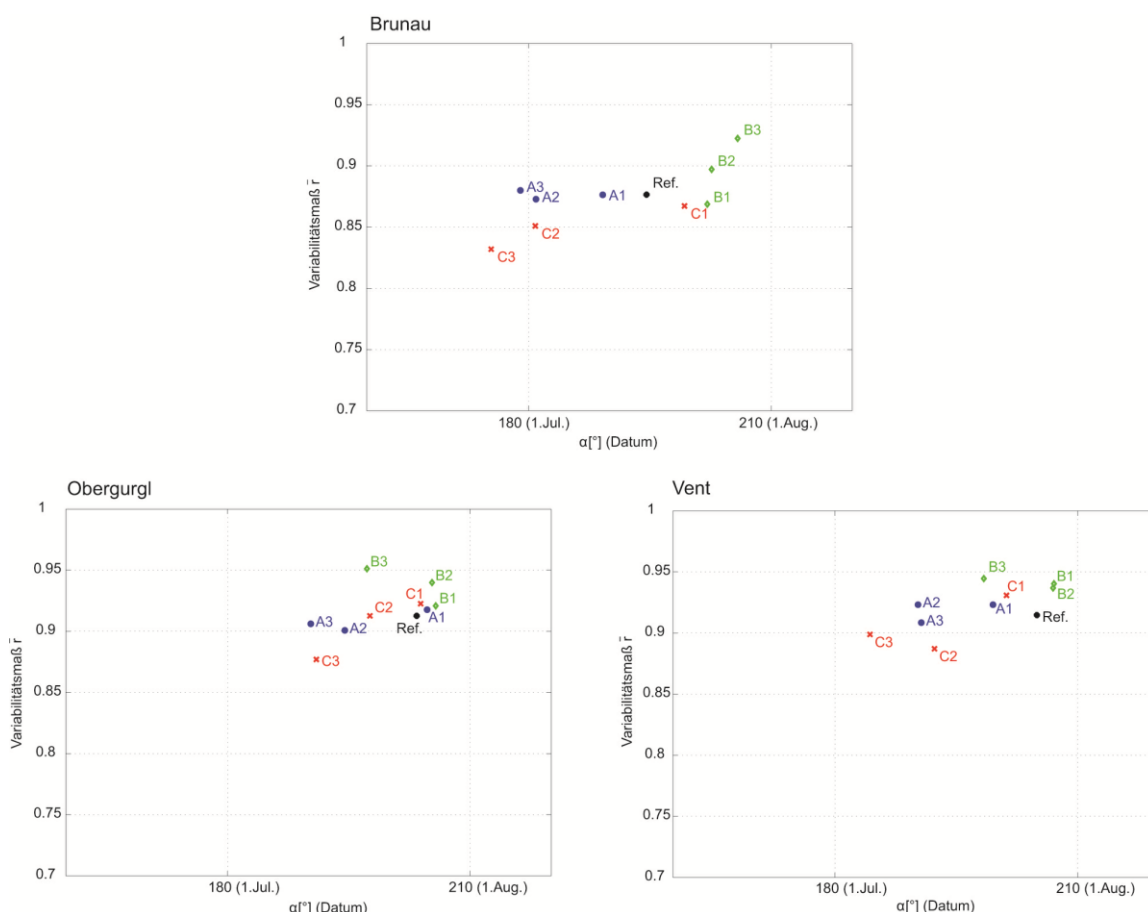 Brunau
1
0.95
0.9
0.85
0.8
0.75
0.7
Variabilitätsmaß r̄
B3
B2
B1
Ref.
A3
A2
A1
C1
C2
C3
180 (1.Jul.)
210 (1.Aug.)
α[°] (Datum)
Obergurgl
1
0.95
0.9
0.85
0.8
0.75
0.7
Variabilitätsmaß r̄
B3
B2
C1
B1
C2
A1
A3
A2
Ref.
C3
180 (1.Jul.)
210 (1.Aug.)
α[°] (Datum)
Vent
1
0.95
0.9
0.85
0.8
0.75
0.7
Variabilitätsmaß r̄
B3
B1
C1
B2
A2
A1
Ref.
A3
C3
C2
180 (1.Jul.)
210 (1.Aug.)
α[°] (Datum)